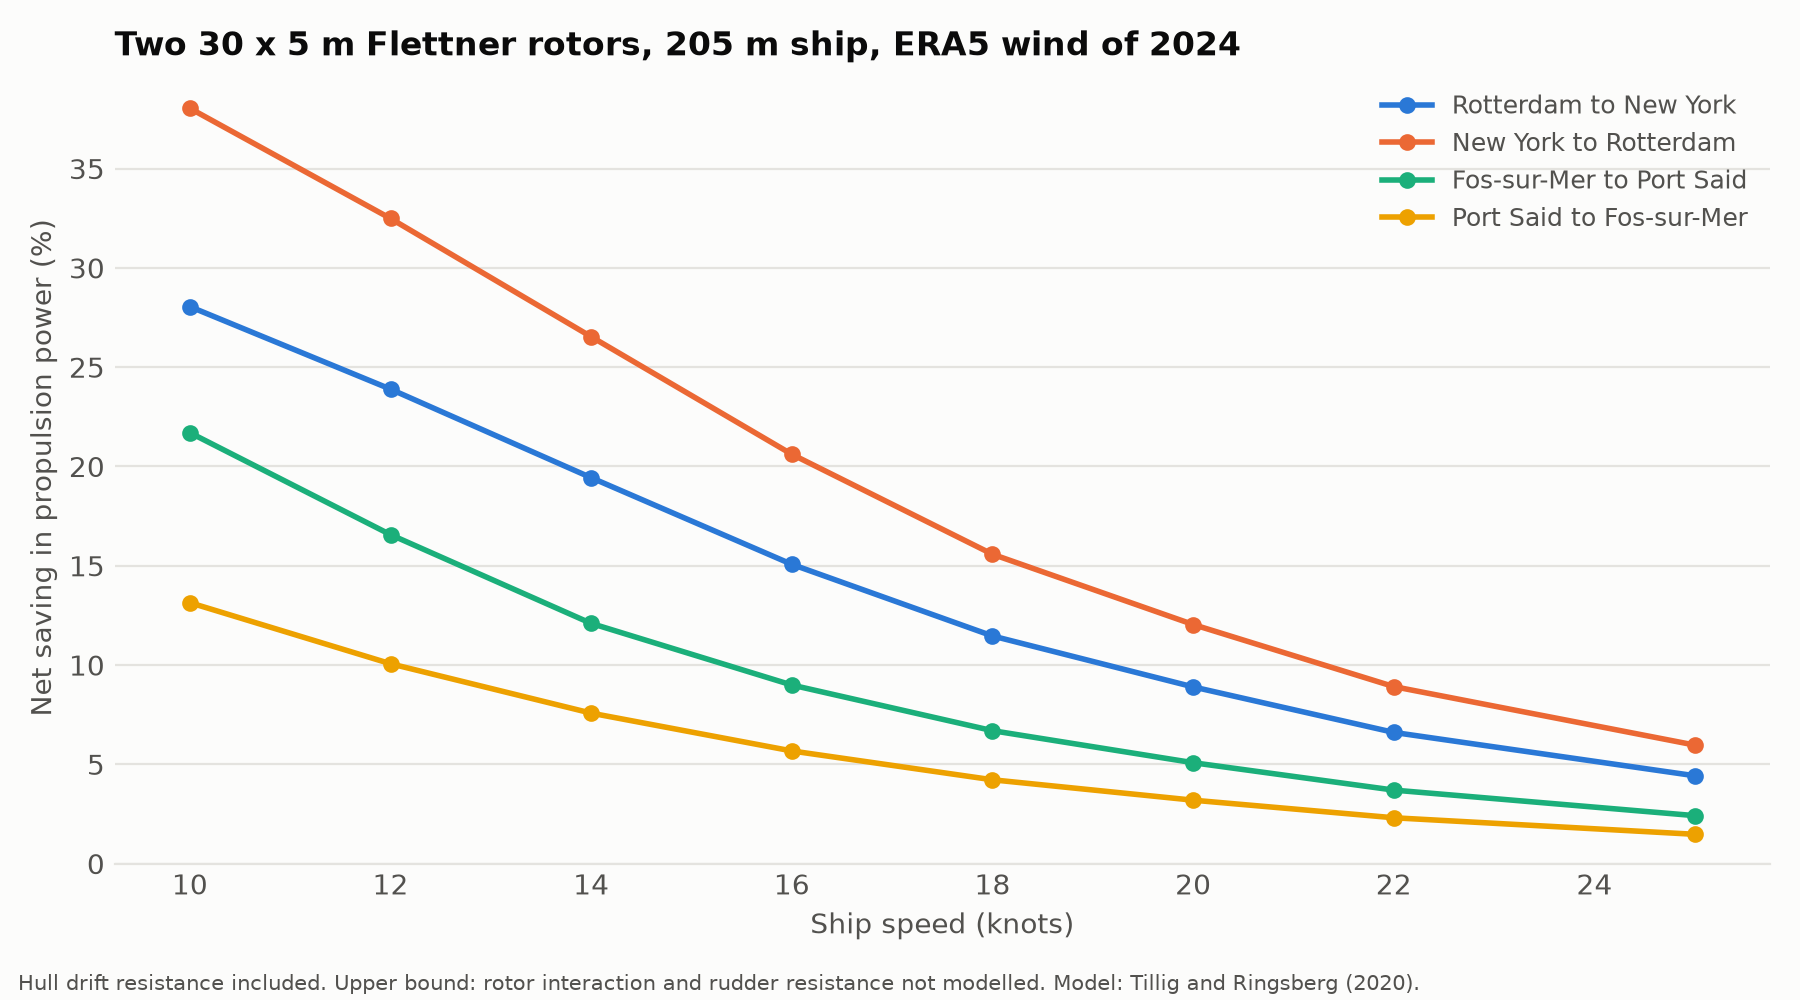 Two 30 x 5 m Flettner rotors, 205 m ship, ERA5 wind of 2024
Rotterdam to New York
New York to Rotterdam
Fos-sur-Mer to Port Said
Port Said to Fos-sur-Mer
Net saving in propulsion power (%)
35
30
25
20
15
10
5
0
10 12 14 16 18 20 22 24
Ship speed (knots)
Hull drift resistance included. Upper bound: rotor interaction and rudder resistance not modelled. Model: Tillig and Ringsberg (2020).